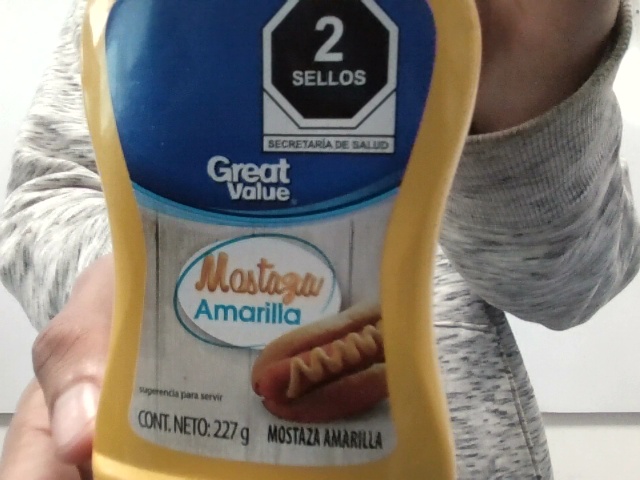 2
SELLOS
SECRETARÍA DE SALUD
Great
Value
Mostaza
Amarilla
sugerencia para servir
CONT. NETO: 227 g
MOSTAZA AMARILLA